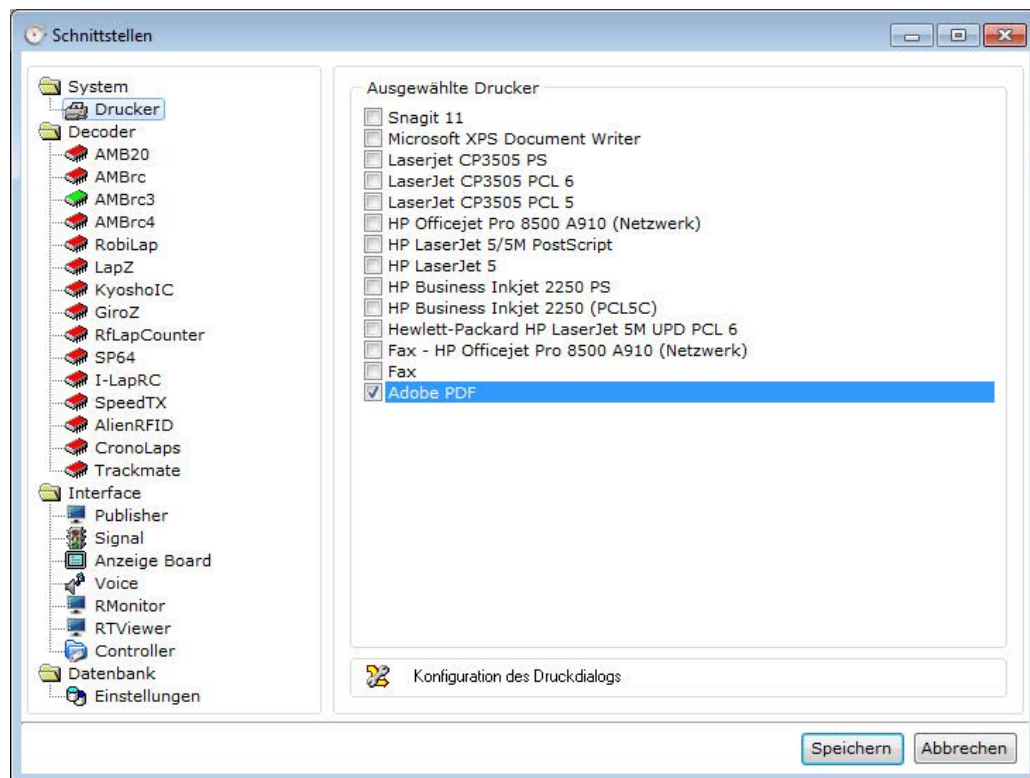 Schnittstellen
System
Drucker
Decoder
AMB20
AMBrc
AMBrc3
AMBrc4
RobiLap
LapZ
KyoshoIC
GiroZ
RfLapCounter
SP64
I-LapRC
SpeedTX
AlienRFID
CronoLaps
Trackmate
Interface
Publisher
Signal
Anzeige Board
Voice
RMonitor
RTViewer
Controller
Datenbank
Einstellungen
Ausgewählte Drucker
Snagit 11
Microsoft XPS Document Writer
Laserjet CP3505 PS
LaserJet CP3505 PCL 6
LaserJet CP3505 PCL 5
HP Officejet Pro 8500 A910 (Netzwerk)
HP LaserJet 5/5M PostScript
HP LaserJet 5
HP Business Inkjet 2250 PS
HP Business Inkjet 2250 (PCL5C)
Hewlett-Packard HP LaserJet 5M UPD PCL 6
Fax - HP Officejet Pro 8500 A910 (Netzwerk)
Fax
Adobe PDF
Konfiguration des Druckdialogs
Speichern
Abbrechen